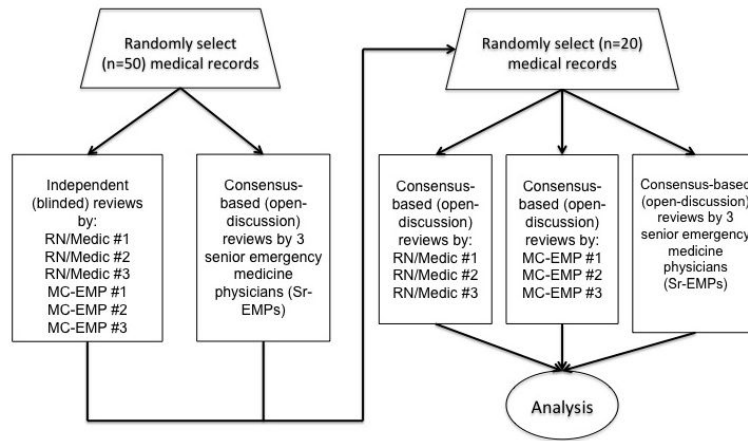 Randomly select
(n=50) medical records
Randomly select (n=20)
medical records
Independent
(blinded) reviews
by:
RN/Medic #1
RN/Medic #2
RN/Medic #3
MC-EMP #1
MC-EMP #2
MC-EMP #3
Consensus-
based (open-
discussion)
reviews by 3
senior emergency
medicine
physicians (Sr-
EMPs)
Consensus-
based (open-
discussion)
reviews by:
RN/Medic #1
RN/Medic #2
RN/Medic #3
Consensus-
based (open-
discussion)
reviews by:
MC-EMP #1
MC-EMP #2
MC-EMP #3
Consensus-based
(open-discussion)
reviews by 3
senior emergency
medicine
physicians
(Sr-EMPs)
Analysis